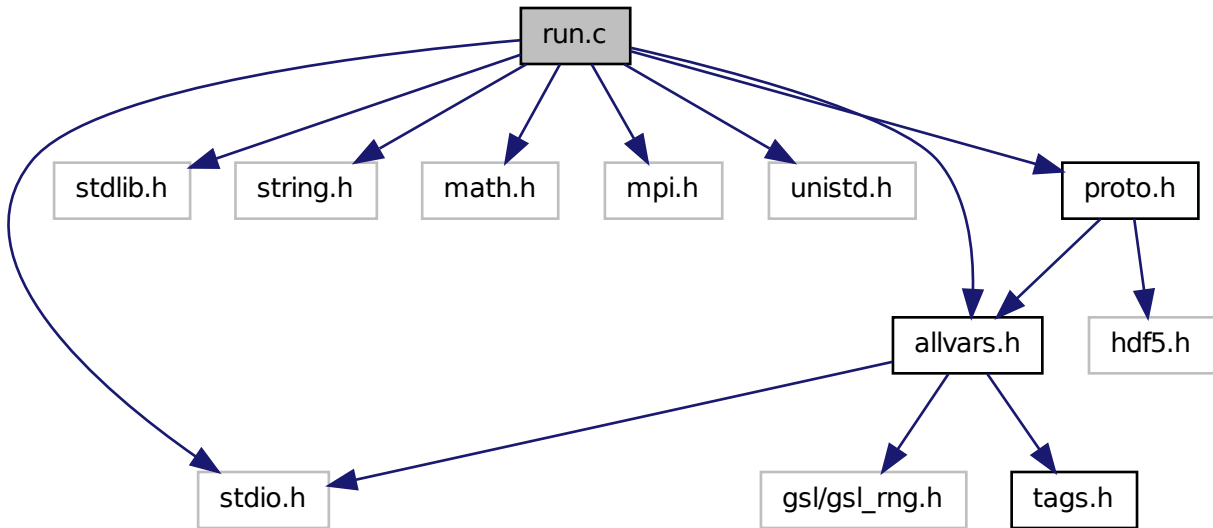 run.c
stdlib.h
string.h
math.h
mpi.h
unistd.h
proto.h
allvars.h
hdf5.h
stdio.h
gsl/gsl_rng.h
tags.h